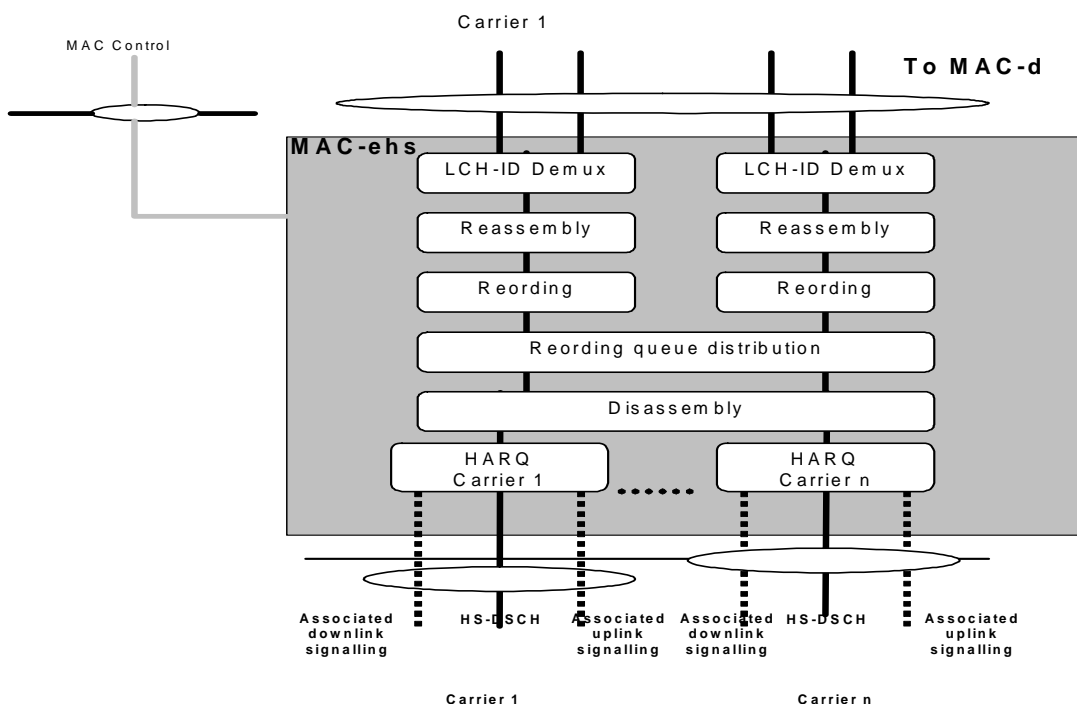 Carrier 1
MAC Control
To MAC-d
MAC-ehs
LCH-ID Demux
LCH-ID Demux
Reassembly
Reassembly
Reording
Reording
Reording queue distribution
Disassembly
HARQ
Carrier 1
HARQ
Carrier n
Associated
downlink
signalling
HS-DSCH
Associated
uplink
signalling
Associated
downlink
signalling
HS-DSCH
Associated
uplink
signalling
Carrier 1
Carrier n